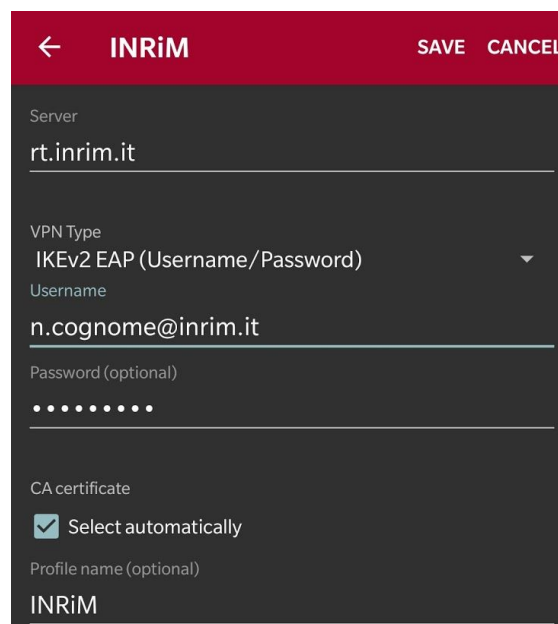 INRiM SAVE CANCEL
Server
rt.inrim.it
VPN Type
IKEv2 EAP (Username/Password)
Username
n.cognome@inrim.it
Password (optional)
•••••••••
CA certificate
Select automatically
Profile name (optional)
INRiM